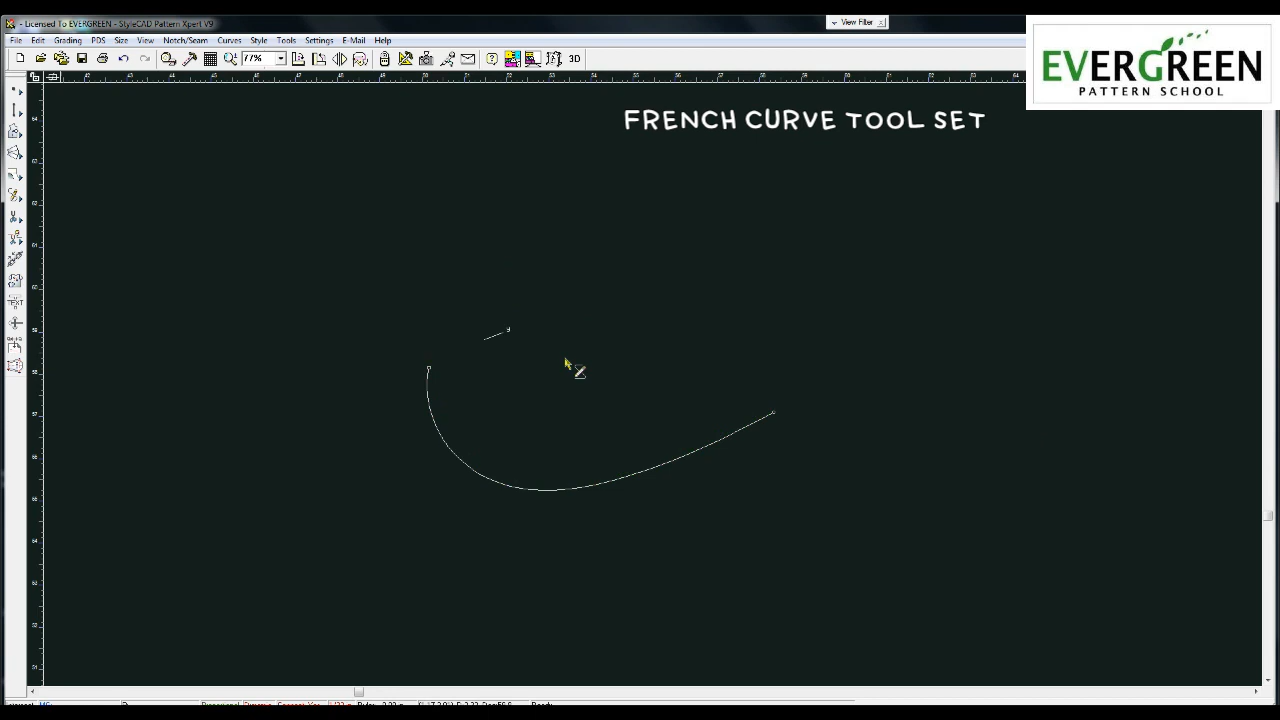 - Licensed To EVERGREEN - StyleCAD Pattern Xpert V9
View Filter
File Edit Grading PDS Size View Notch/Seam Curves Style Tools Settings E-Mail Help
77%
3D
EVERGREEN
PATTERN SCHOOL
FRENCH CURVE TOOL SET
TEXT